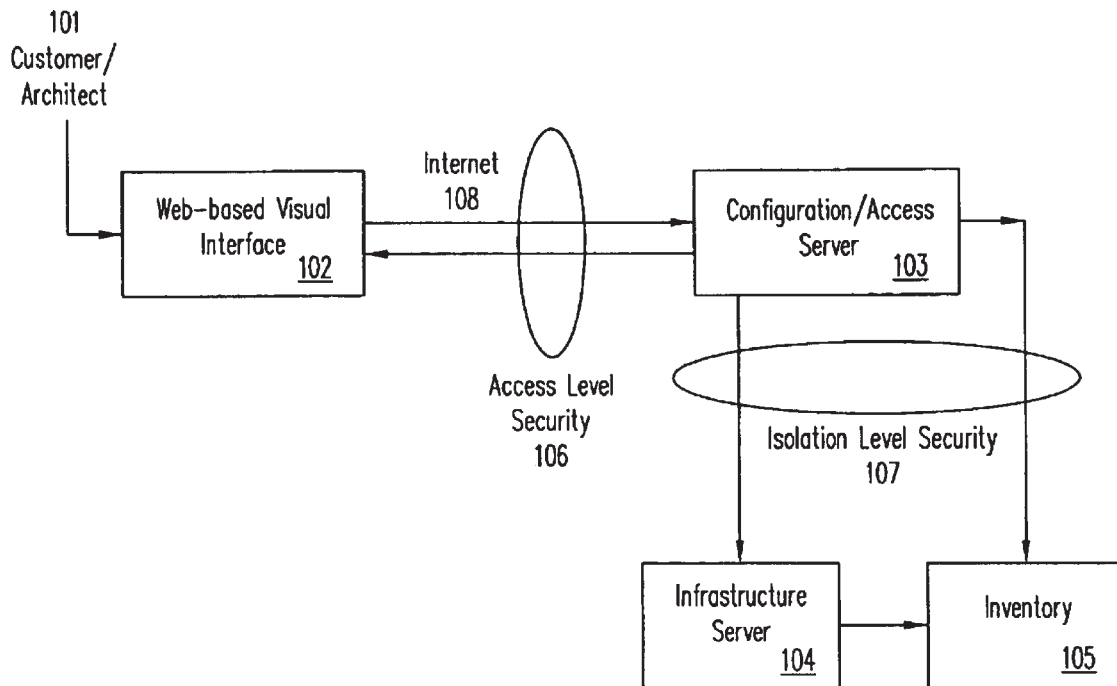 101
Customer/
Architect
Web-based Visual
Interface
102
Internet
108
Configuration/Access
Server
103
Access Level
Security
106
Isolation Level Security
107
Infrastructure
Server
104
Inventory
105